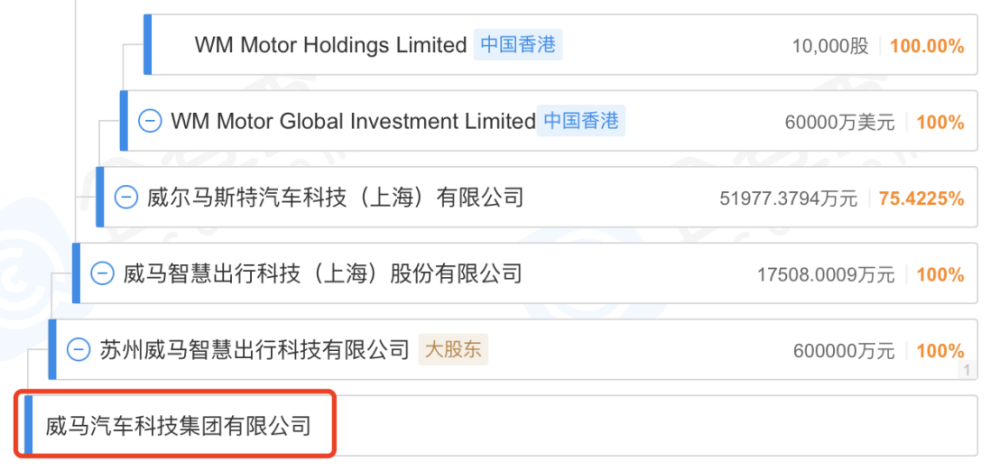 WM Motor Holdings Limited 中国香港 10,000股 100.00%
WM Motor Global Investment Limited 中国香港 60000万美元 100%
威尔马斯特汽车科技（上海）有限公司 51977.3794万元 75.4225%
威马智慧出行科技（上海）股份有限公司 17508.0009万元 100%
苏州威马智慧出行科技有限公司 大股东 600000万元 100%
1
威马汽车科技集团有限公司